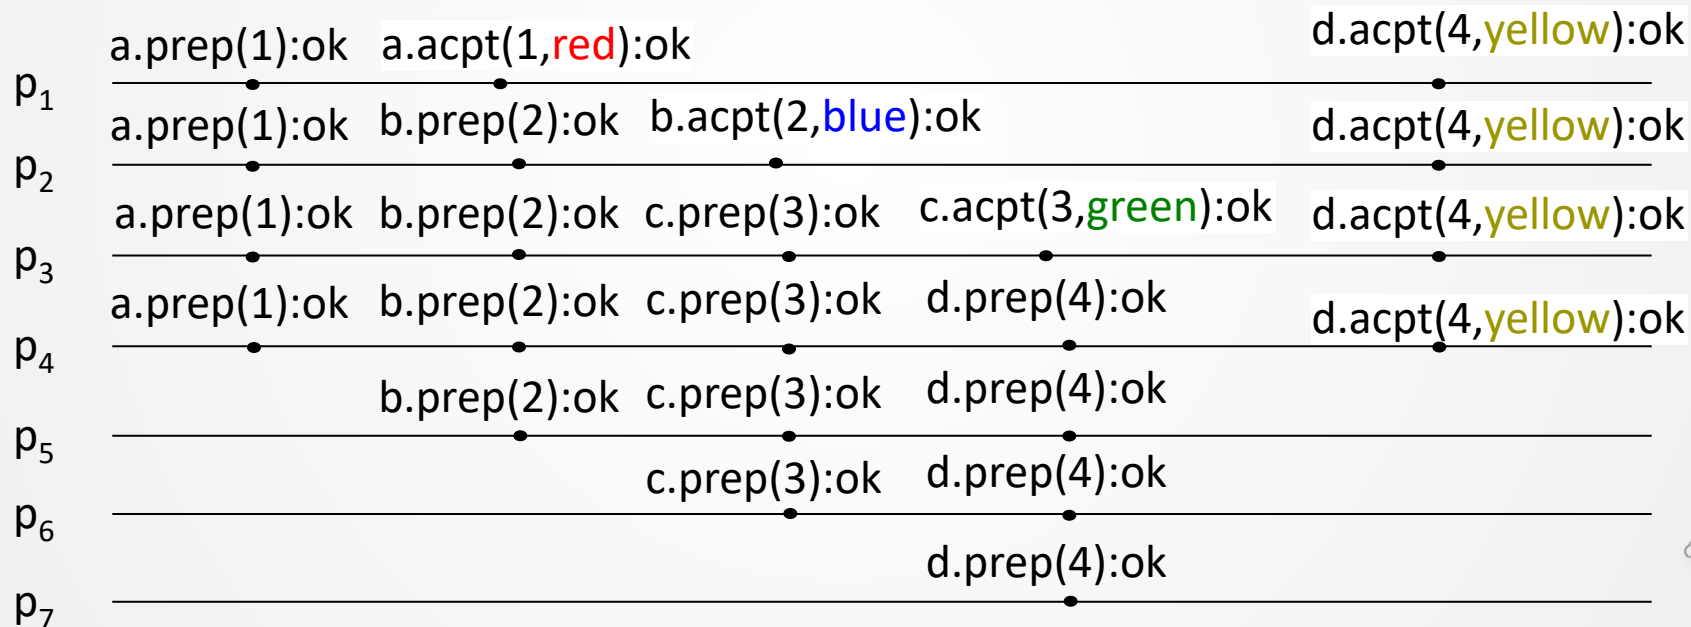 a.prep(1):ok a.acpt(1,red):ok d.acpt(4,yellow):ok
p₁
a.prep(1):ok b.prep(2):ok b.acpt(2,blue):ok d.acpt(4,yellow):ok
p₂
a.prep(1):ok b.prep(2):ok c.prep(3):ok c.acpt(3,green):ok d.acpt(4,yellow):ok
p₃
a.prep(1):ok b.prep(2):ok c.prep(3):ok d.prep(4):ok d.acpt(4,yellow):ok
p₄
b.prep(2):ok c.prep(3):ok d.prep(4):ok
p₅
c.prep(3):ok d.prep(4):ok
p₆
d.prep(4):ok
p₇